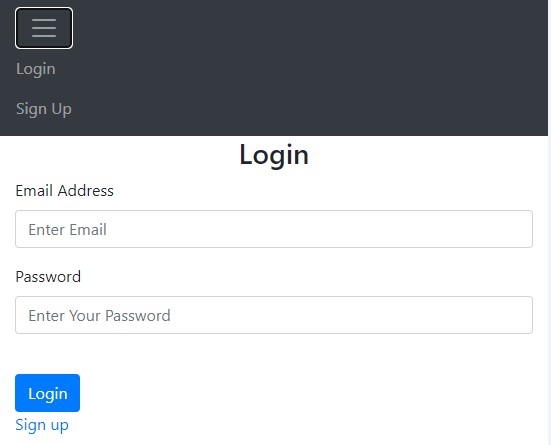 Login
Sign Up
Login
Email Address
Enter Email
Password
Enter Your Password
Login
Sign up